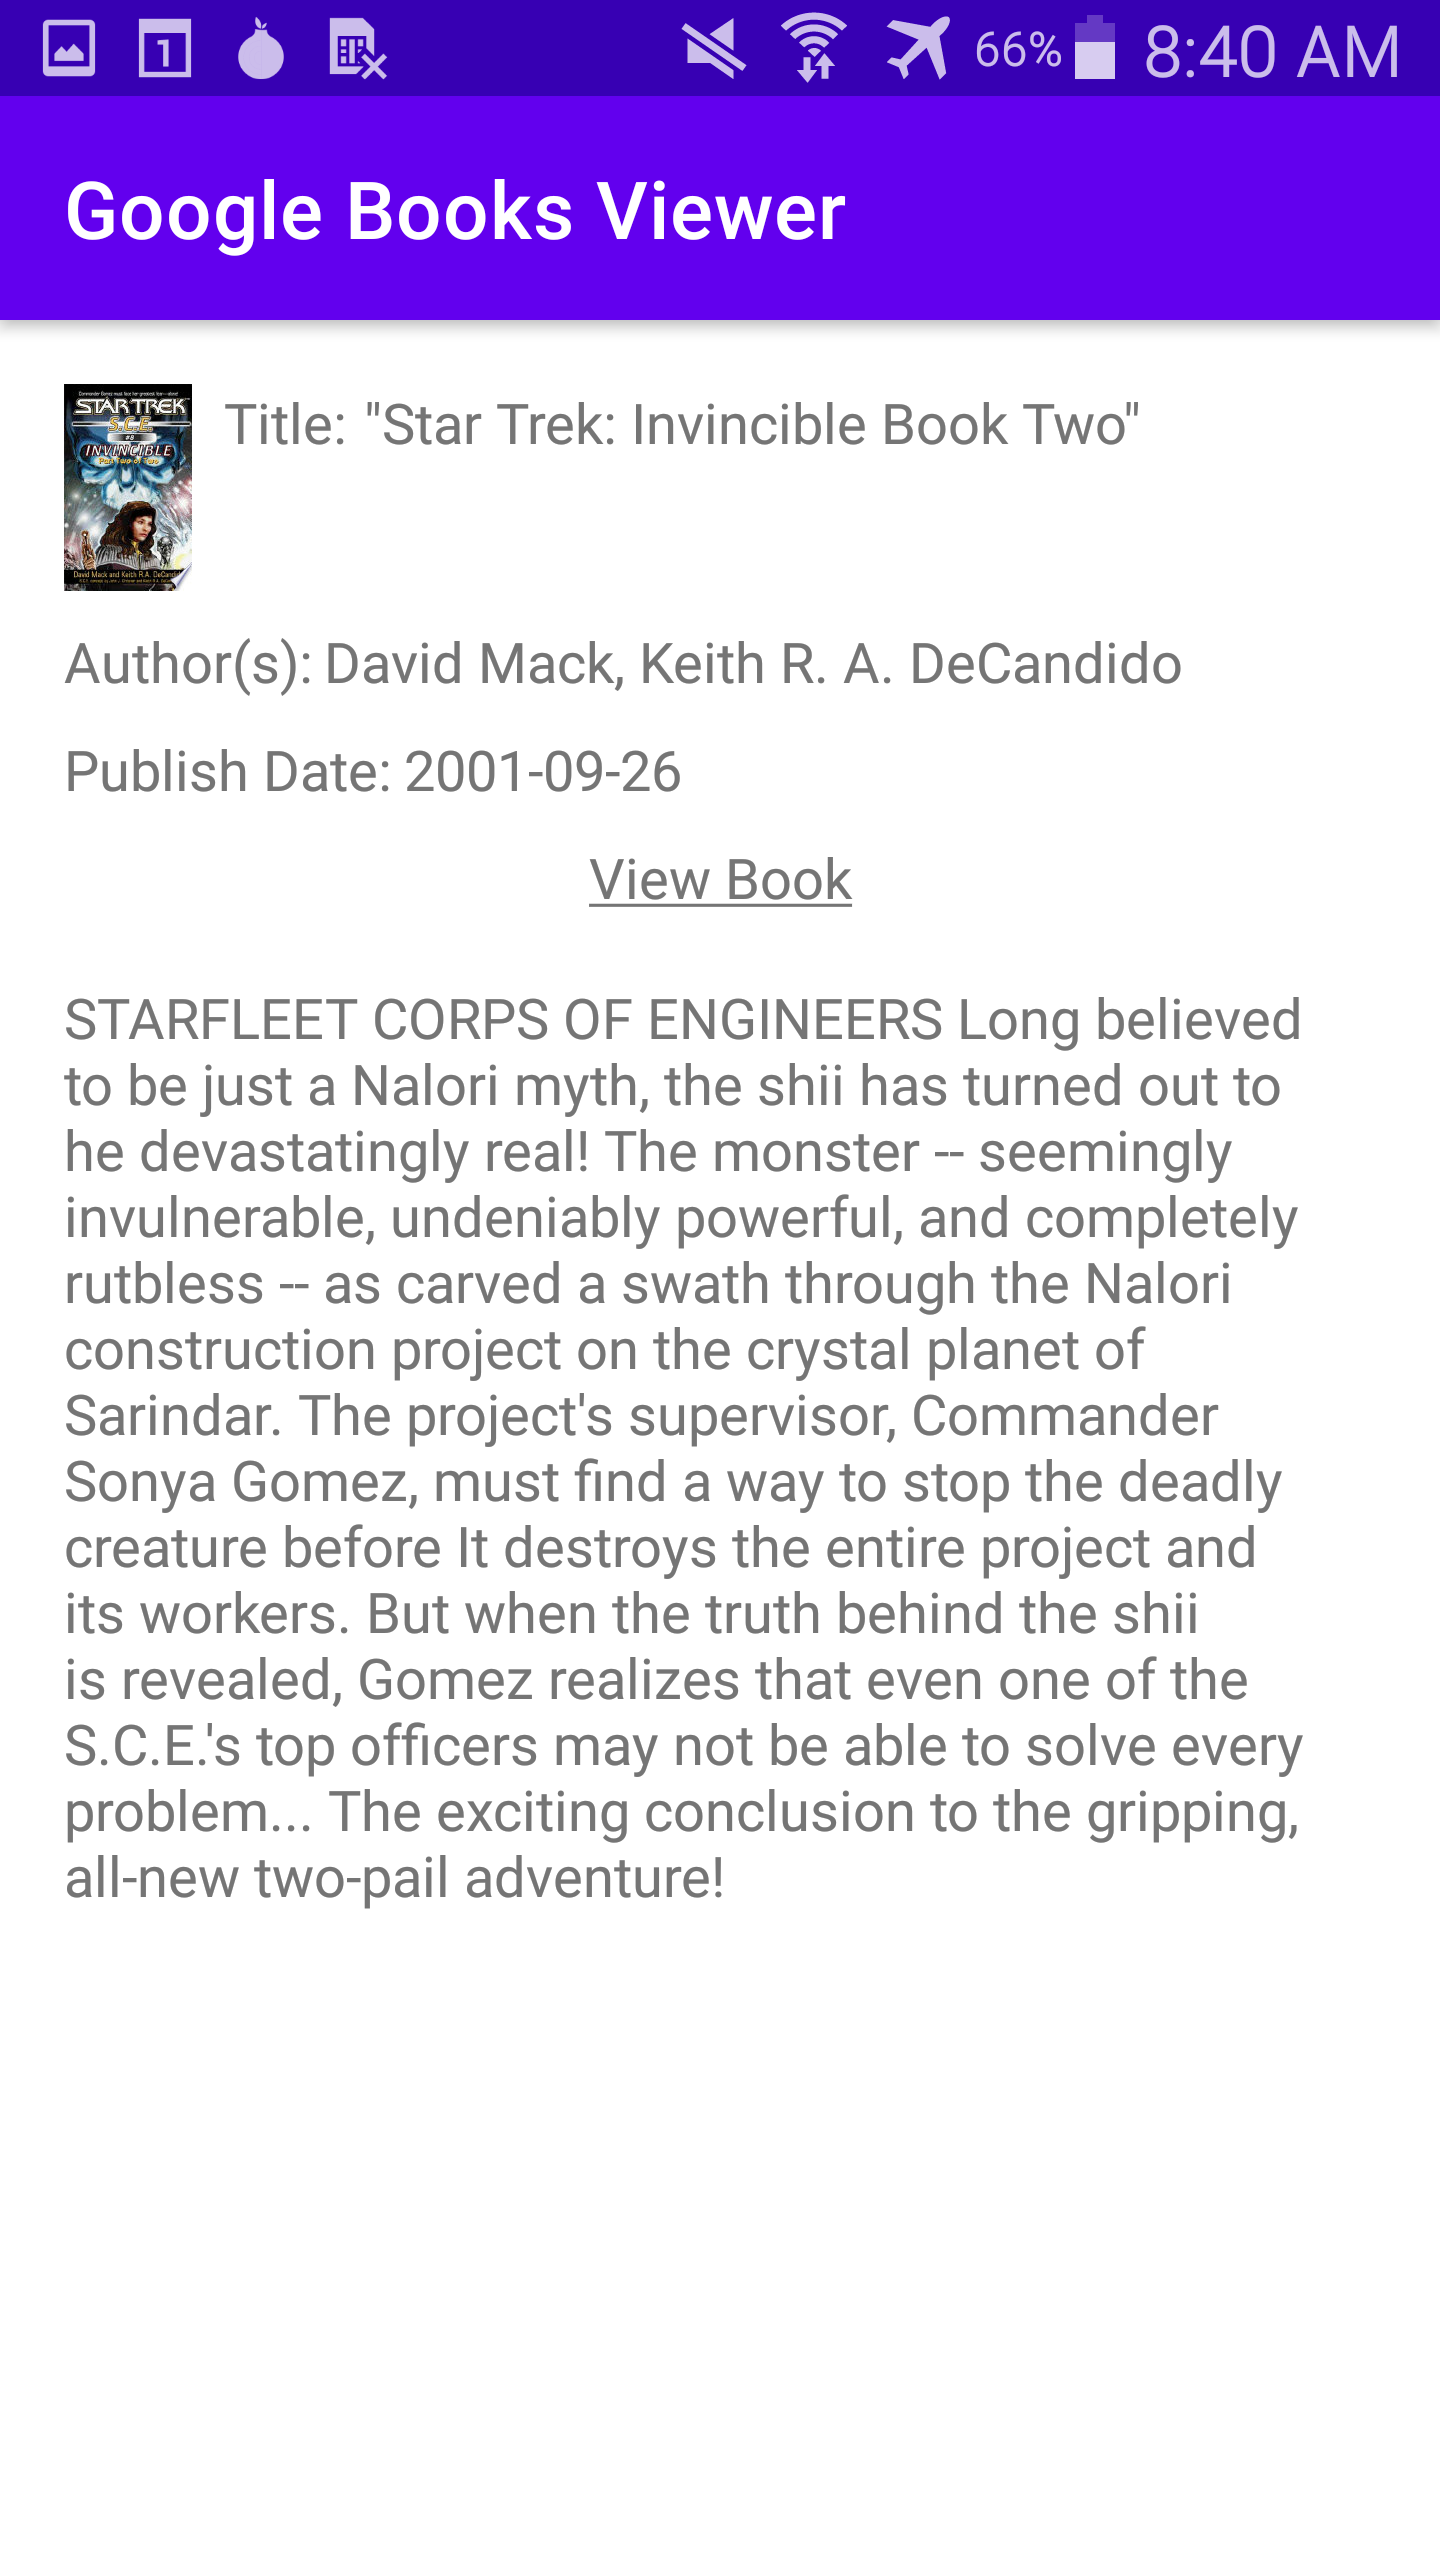 1
66%
8:40 AM
Google Books Viewer
STAR TREK
S.C.E.
#8
INVINCIBLE
Part Two of Two
David Mack and Keith R.A. DeCandid
Title: "Star Trek: Invincible Book Two"
Author(s): David Mack, Keith R. A. DeCandido
Publish Date: 2001-09-26
View Book
STARFLEET CORPS OF ENGINEERS Long believed
to be just a Nalori myth, the shii has turned out to
he devastatingly real! The monster -- seemingly
invulnerable, undeniably powerful, and completely
rutbless -- as carved a swath through the Nalori
construction project on the crystal planet of
Sarindar. The project's supervisor, Commander
Sonya Gomez, must find a way to stop the deadly
creature before It destroys the entire project and
its workers. But when the truth behind the shii
is revealed, Gomez realizes that even one of the
S.C.E.'s top officers may not be able to solve every
problem... The exciting conclusion to the gripping,
all-new two-pail adventure!